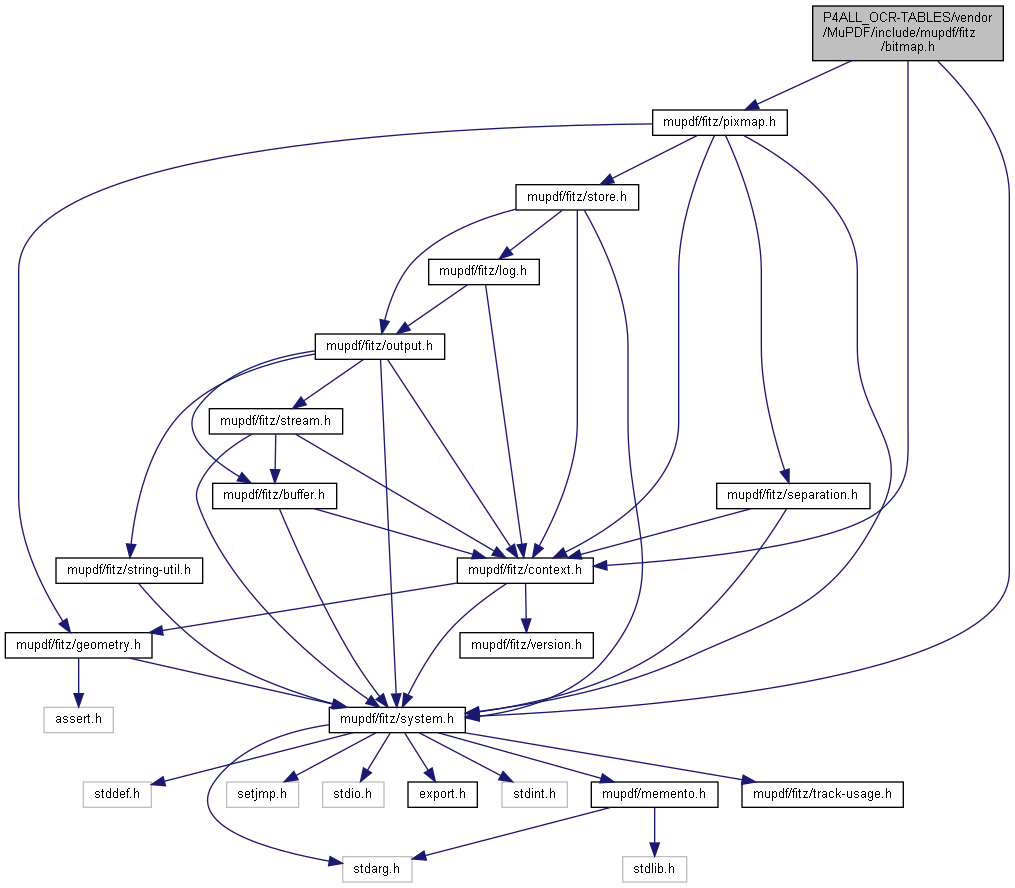 P4ALL_OCR-TABLES/vendor
/MuPDF/include/mupdf/fitz
/bitmap.h
mupdf/fitz/pixmap.h
mupdf/fitz/store.h
mupdf/fitz/log.h
mupdf/fitz/output.h
mupdf/fitz/stream.h
mupdf/fitz/buffer.h
mupdf/fitz/separation.h
mupdf/fitz/string-util.h
mupdf/fitz/context.h
mupdf/fitz/geometry.h
mupdf/fitz/version.h
assert.h
mupdf/fitz/system.h
stddef.h
setjmp.h
stdio.h
export.h
stdint.h
mupdf/memento.h
mupdf/fitz/track-usage.h
stdarg.h
stdlib.h